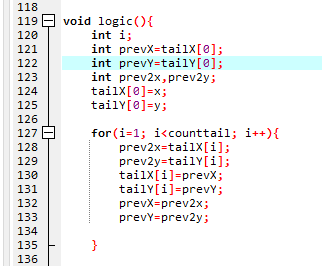 118
119 void logic(){
120     int i;
121     int prevX=tailX[0];
122     int prevY=tailY[0];
123     int prev2x,prev2y;
124     tailX[0]=x;
125     tailY[0]=y;
126
127     for(i=1; i<counttail; i++){
128         prev2x=tailX[i];
129         prev2y=tailY[i];
130         tailX[i]=prevX;
131         tailY[i]=prevY;
132         prevX=prev2x;
133         prevY=prev2y;
134
135     }
136